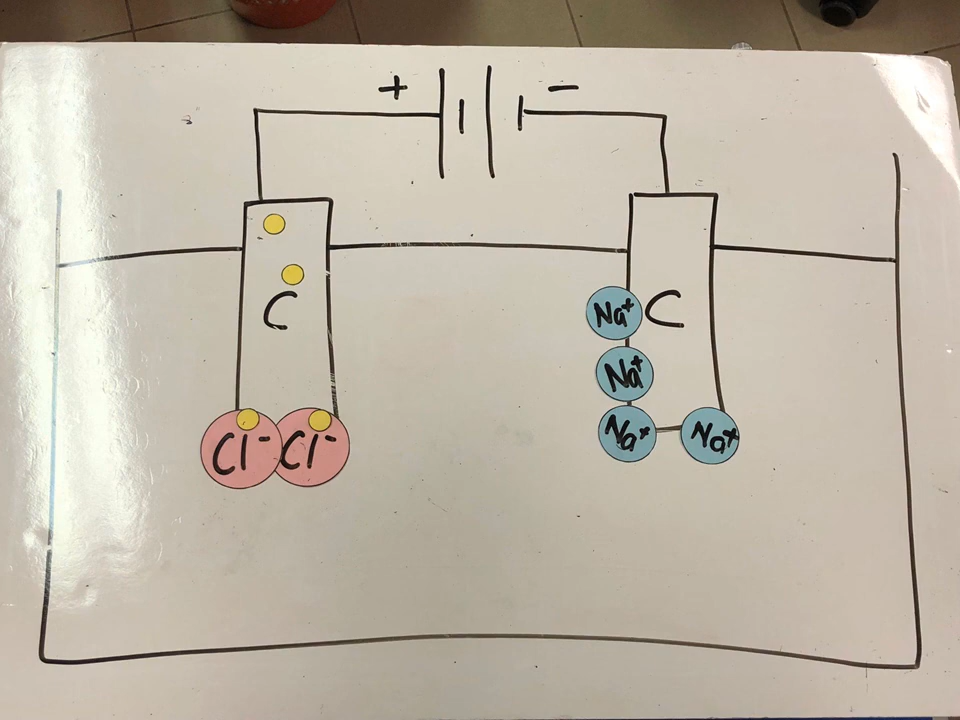 + −
C C
Na⁺
Na⁺
Cl⁻ Cl⁻ Na⁺ Na⁺